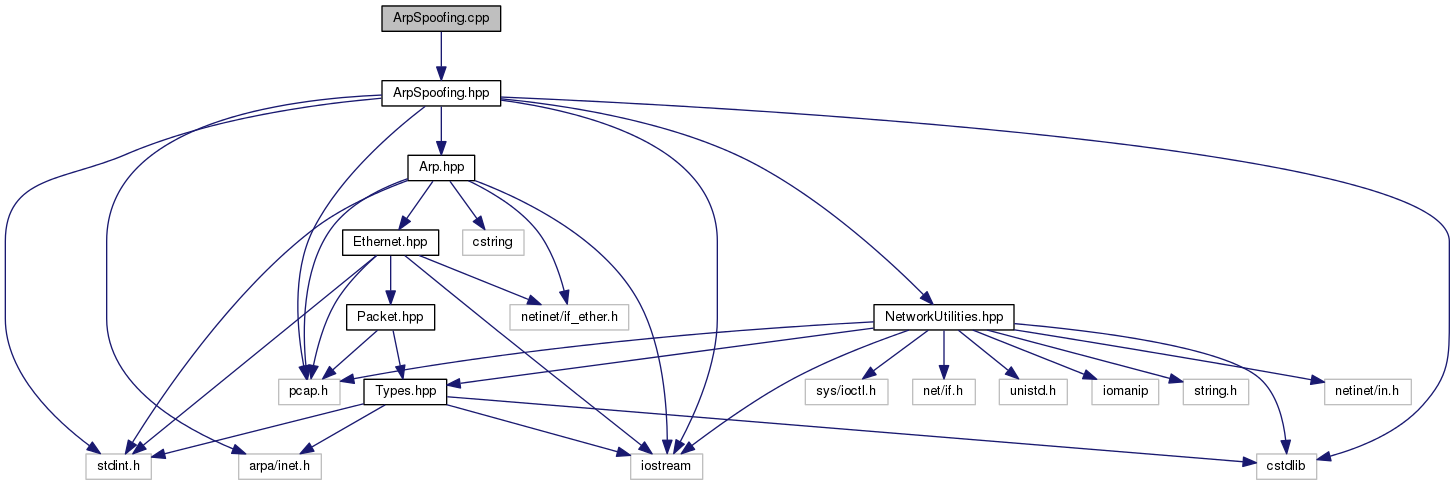 ArpSpoofing.cpp
ArpSpoofing.hpp
Arp.hpp
Ethernet.hpp
cstring
Packet.hpp
netinet/if_ether.h
NetworkUtilities.hpp
pcap.h
Types.hpp
sys/ioctl.h
net/if.h
unistd.h
iomanip
string.h
netinet/in.h
stdint.h
arpa/inet.h
iostream
cstdlib